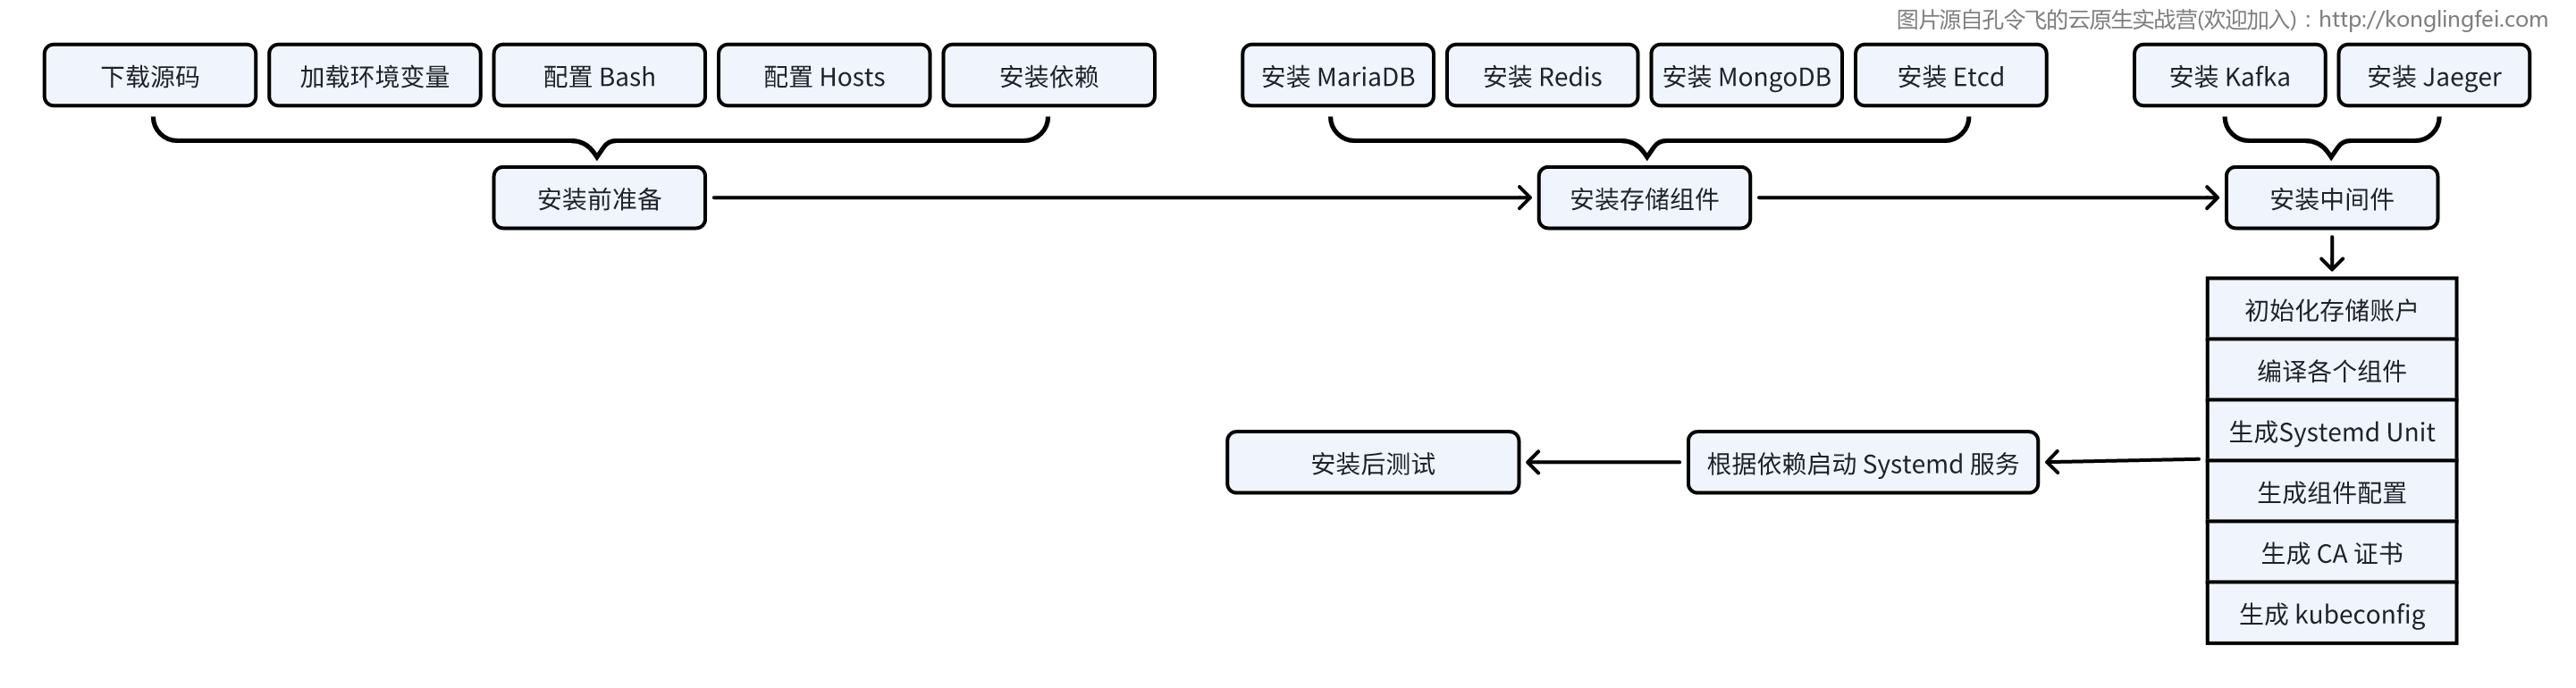 图片源自孔令飞的云原生实战营(欢迎加入)：http://konglingfei.com
下载源码
加载环境变量
配置 Bash
配置 Hosts
安装依赖
安装 MariaDB
安装 Redis
安装 MongoDB
安装 Etcd
安装 Kafka
安装 Jaeger
安装前准备
安装存储组件
安装中间件
初始化存储账户
编译各个组件
生成Systemd Unit
生成组件配置
生成 CA 证书
生成 kubeconfig
根据依赖启动 Systemd 服务
安装后测试